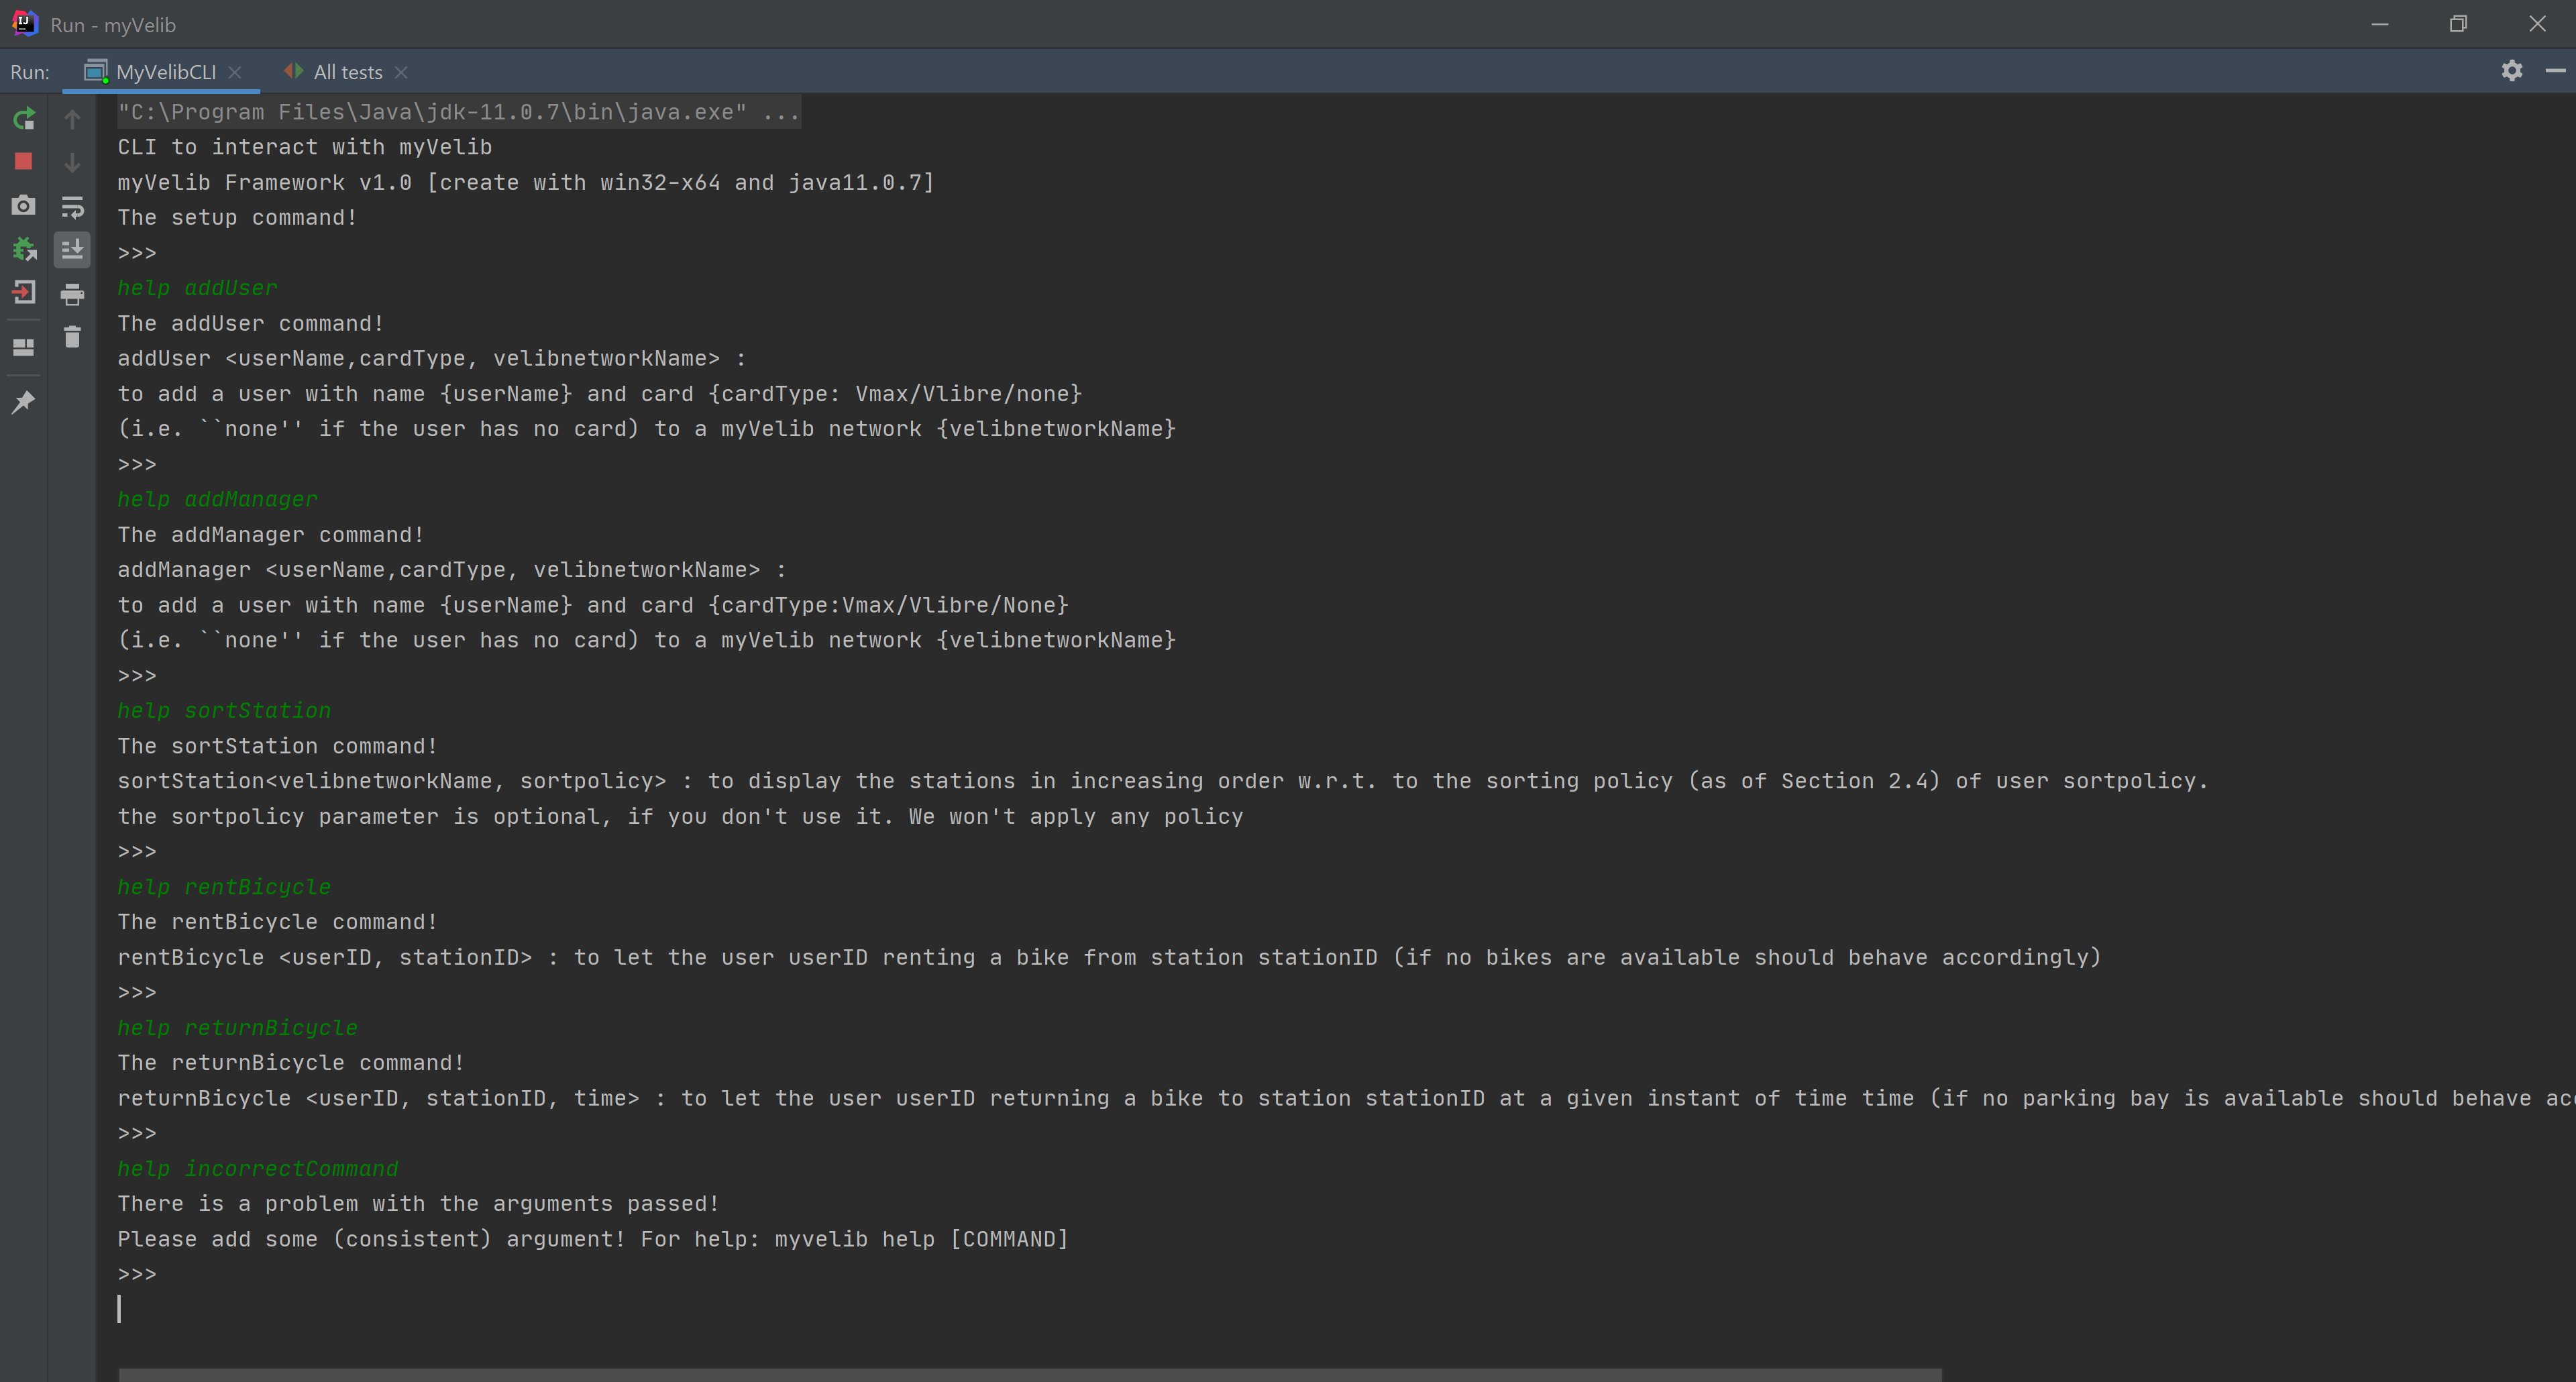 Run - myVelib
Run: MyVelibCLI All tests
"C:\Program Files\Java\jdk-11.0.7\bin\java.exe" ...
CLI to interact with myVelib
myVelib Framework v1.0 [create with win32-x64 and java11.0.7]
The setup command!
>>>
help addUser
The addUser command!
addUser <userName,cardType, velibnetworkName> :
to add a user with name {userName} and card {cardType: Vmax/Vlibre/none}
(i.e. ``none'' if the user has no card) to a myVelib network {velibnetworkName}
>>>
help addManager
The addManager command!
addManager <userName,cardType, velibnetworkName> :
to add a user with name {userName} and card {cardType:Vmax/Vlibre/None}
(i.e. ``none'' if the user has no card) to a myVelib network {velibnetworkName}
>>>
help sortStation
The sortStation command!
sortStation<velibnetworkName, sortpolicy> : to display the stations in increasing order w.r.t. to the sorting policy (as of Section 2.4) of user sortpolicy.
the sortpolicy parameter is optional, if you don't use it. We won't apply any policy
>>>
help rentBicycle
The rentBicycle command!
rentBicycle <userID, stationID> : to let the user userID renting a bike from station stationID (if no bikes are available should behave accordingly)
>>>
help returnBicycle
The returnBicycle command!
returnBicycle <userID, stationID, time> : to let the user userID returning a bike to station stationID at a given instant of time time (if no parking bay is available should behave
>>>
help incorrectCommand
There is a problem with the arguments passed!
Please add some (consistent) argument! For help: myvelib help [COMMAND]
>>>